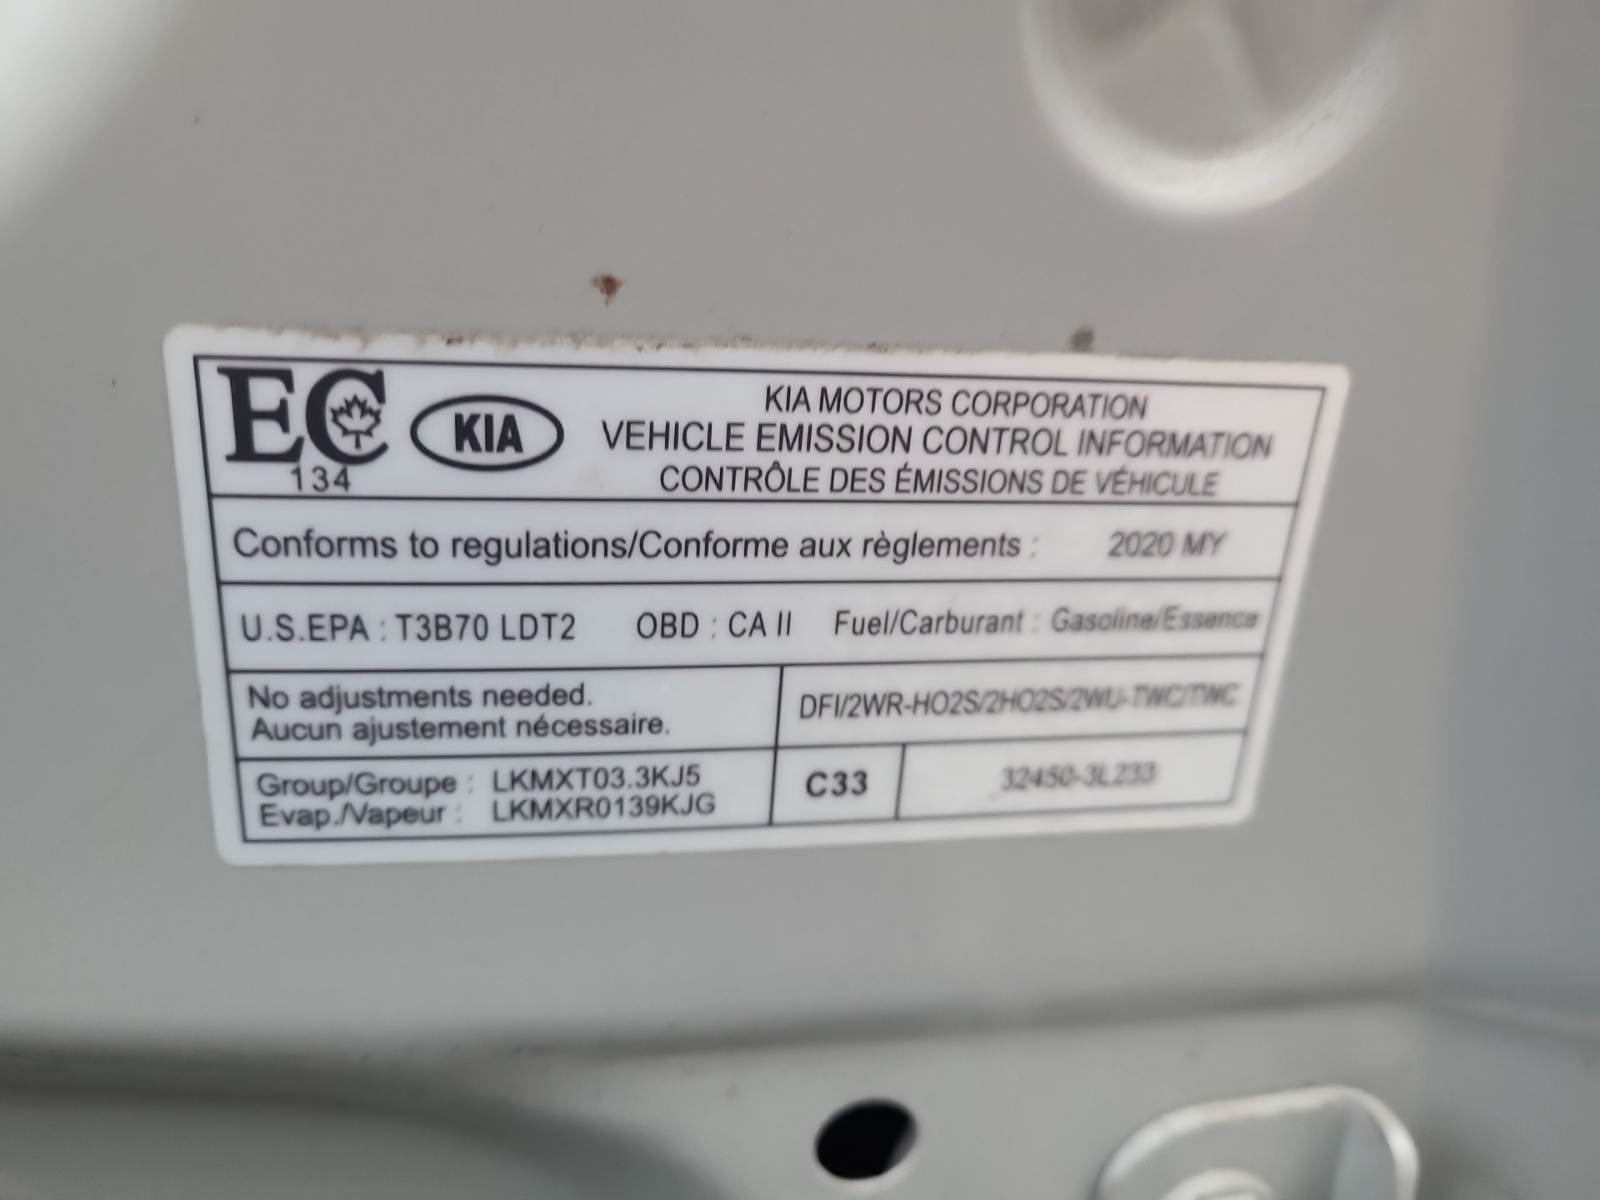 EC
134
KIA
KIA MOTORS CORPORATION
VEHICLE EMISSION CONTROL INFORMATION
CONTRÔLE DES ÉMISSIONS DE VÉHICULE
Conforms to regulations/Conforme aux règlements : 2020 MY
U.S.EPA : T3B70 LDT2 OBD : CA II Fuel/Carburant : Gasoline/Essence
No adjustments needed.
Aucun ajustement nécessaire.
DFI/2WR-HO2S/2HO2S/2WU-TWC/TWC
Group/Groupe : LKMXT03.3KJ5
Evap./Vapeur : LKMXR0139KJG
C33
32450-3L233